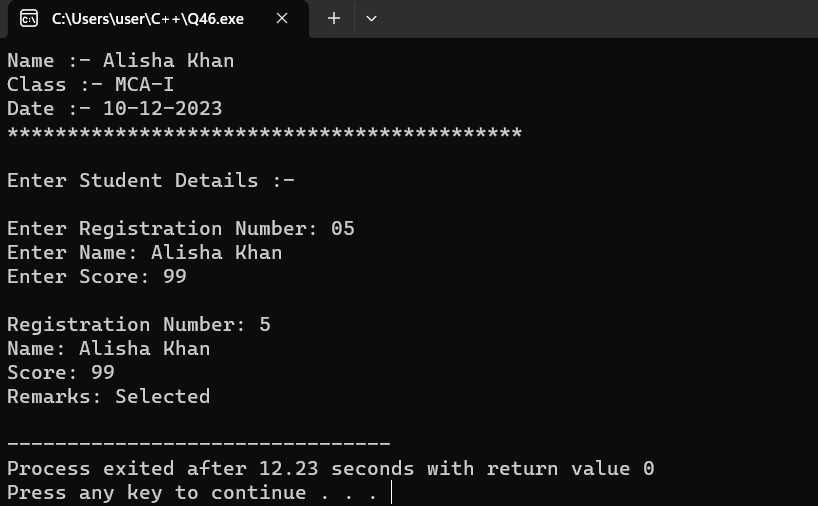 C:\Users\user\C++\Q46.exe
Name :- Alisha Khan
Class :- MCA-I
Date :- 10-12-2023
*******************************************
Enter Student Details :-
Enter Registration Number: 05
Enter Name: Alisha Khan
Enter Score: 99
Registration Number: 5
Name: Alisha Khan
Score: 99
Remarks: Selected
--------------------------------
Process exited after 12.23 seconds with return value 0
Press any key to continue . . .